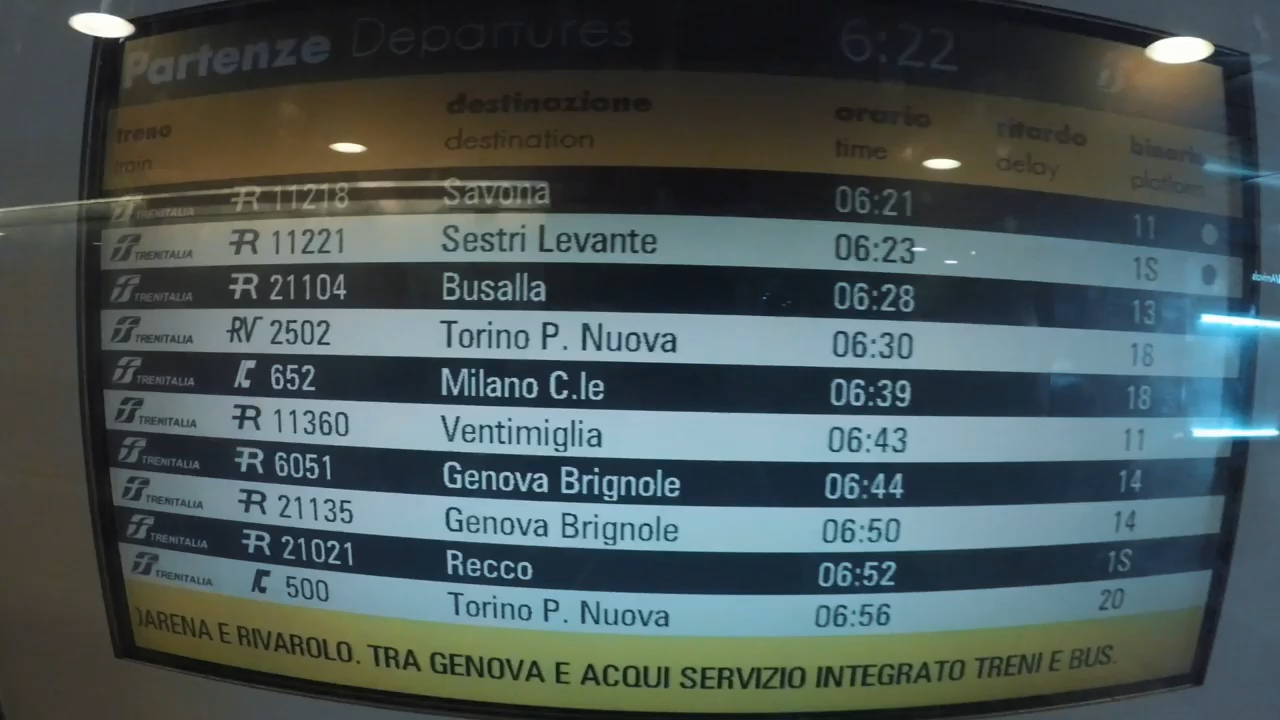 Partenze Departures 6:22
treno destinazione orario ritardo binario
train destination time delay platform
TRENITALIA R 11218 Savona 06:21 11
TRENITALIA R 11221 Sestri Levante 06:23 1S
TRENITALIA R 21104 Busalla 06:28 13
TRENITALIA RV 2502 Torino P. Nuova 06:30 18
TRENITALIA IC 652 Milano C.le 06:39 18
TRENITALIA R 11360 Ventimiglia 06:43 11
TRENITALIA R 6051 Genova Brignole 06:44 14
TRENITALIA R 21135 Genova Brignole 06:50 14
TRENITALIA R 21021 Recco 06:52 1S
TRENITALIA IC 500 Torino P. Nuova 06:56 20
ARENA E RIVAROLO. TRA GENOVA E ACQUI SERVIZIO INTEGRATO TRENI E BUS.